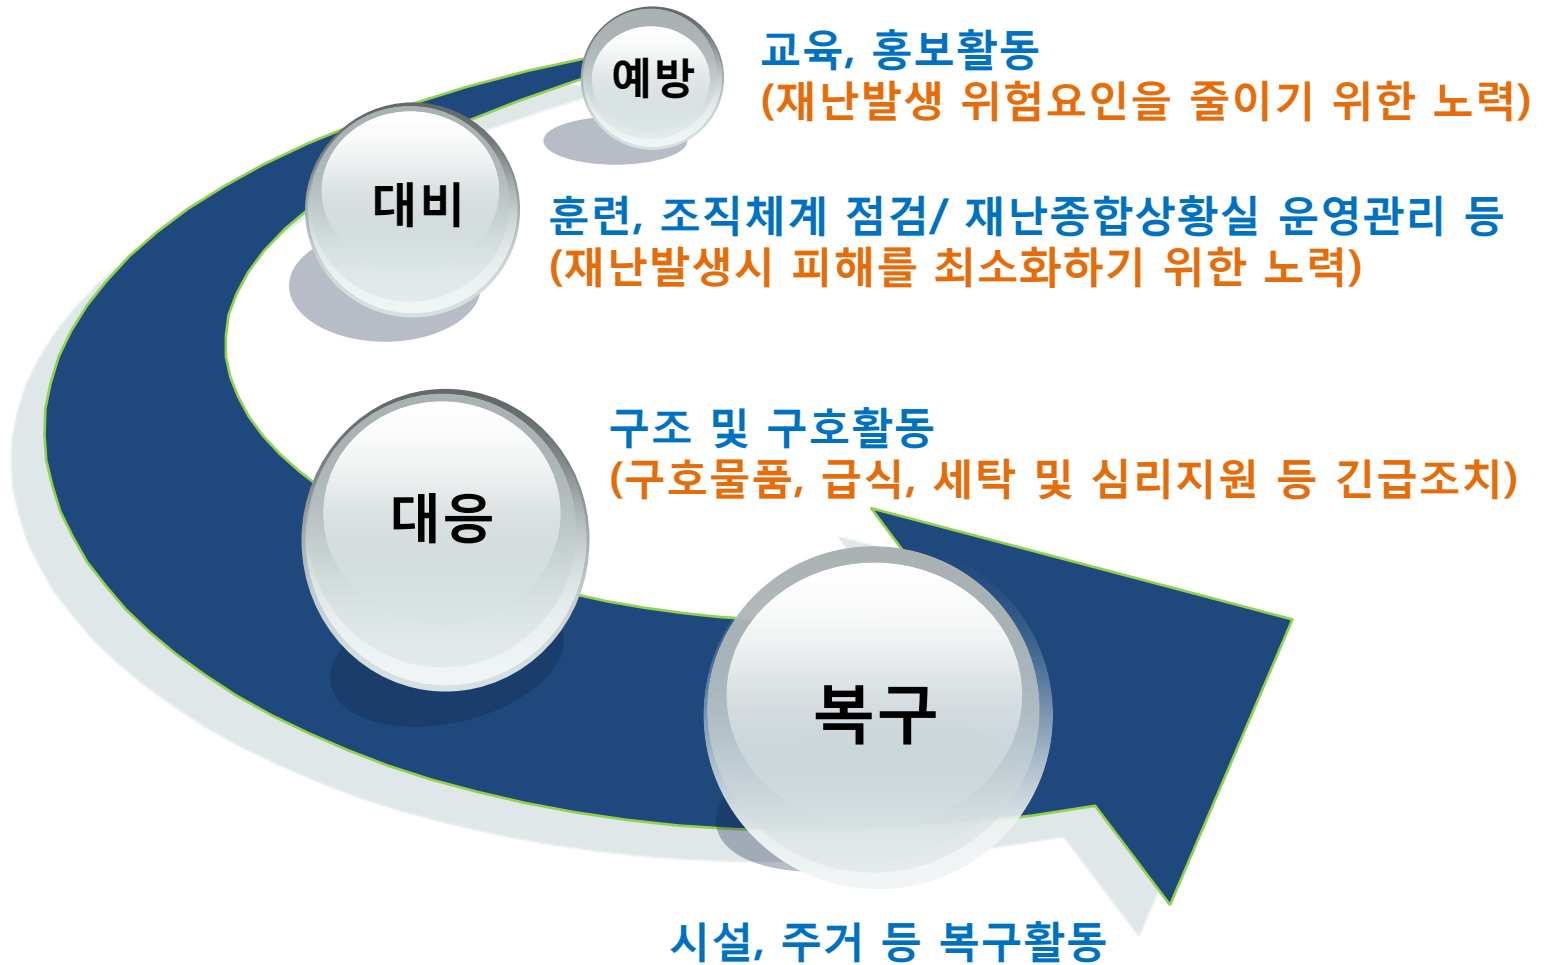 예방
교육, 홍보활동
(재난발생 위험요인을 줄이기 위한 노력)
대비
훈련, 조직체계 점검/ 재난종합상황실 운영관리 등
(재난발생시 피해를 최소화하기 위한 노력)
대응
구조 및 구호활동
(구호물품, 급식, 세탁 및 심리지원 등 긴급조치)
복구
시설, 주거 등 복구활동